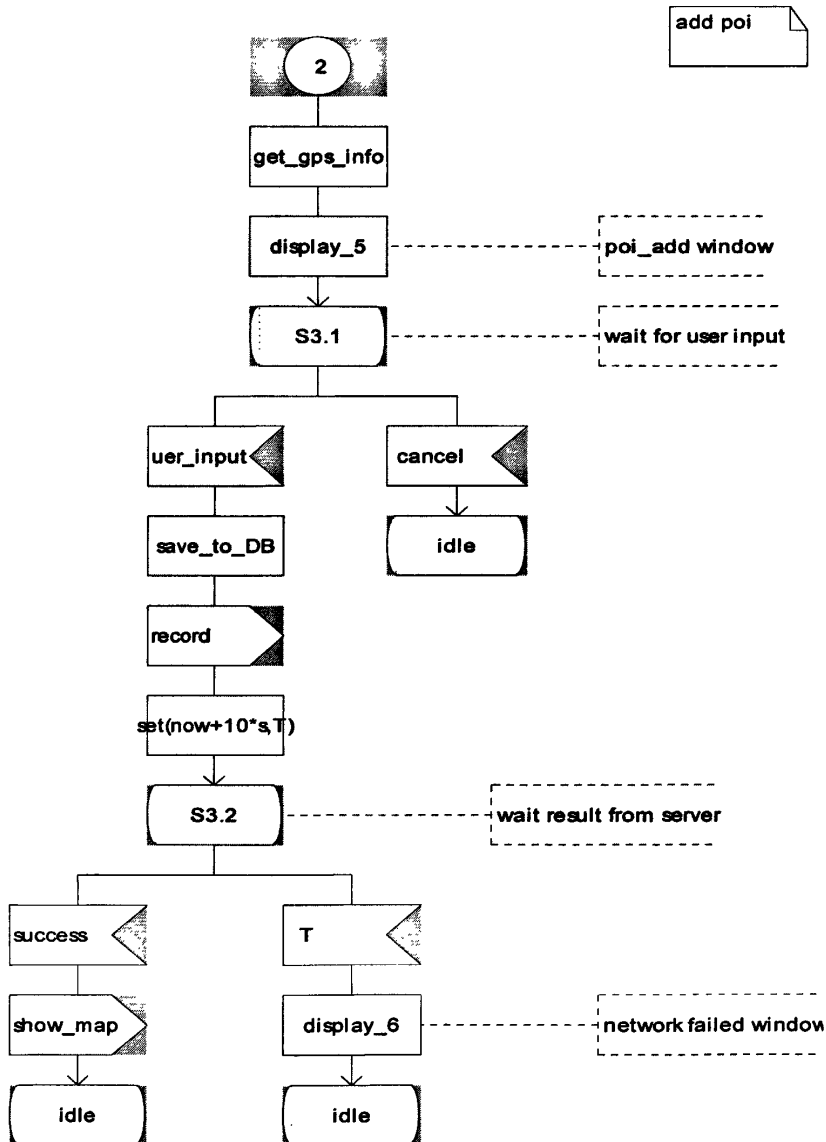 add poi
2
get_gps_info
display_5
poi_add window
S3.1
wait for user input
uer_input
cancel
save_to_DB
idle
record
set(now+10*s,T)
S3.2
wait result from server
success
T
show_map
display_6
network failed window
idle
idle